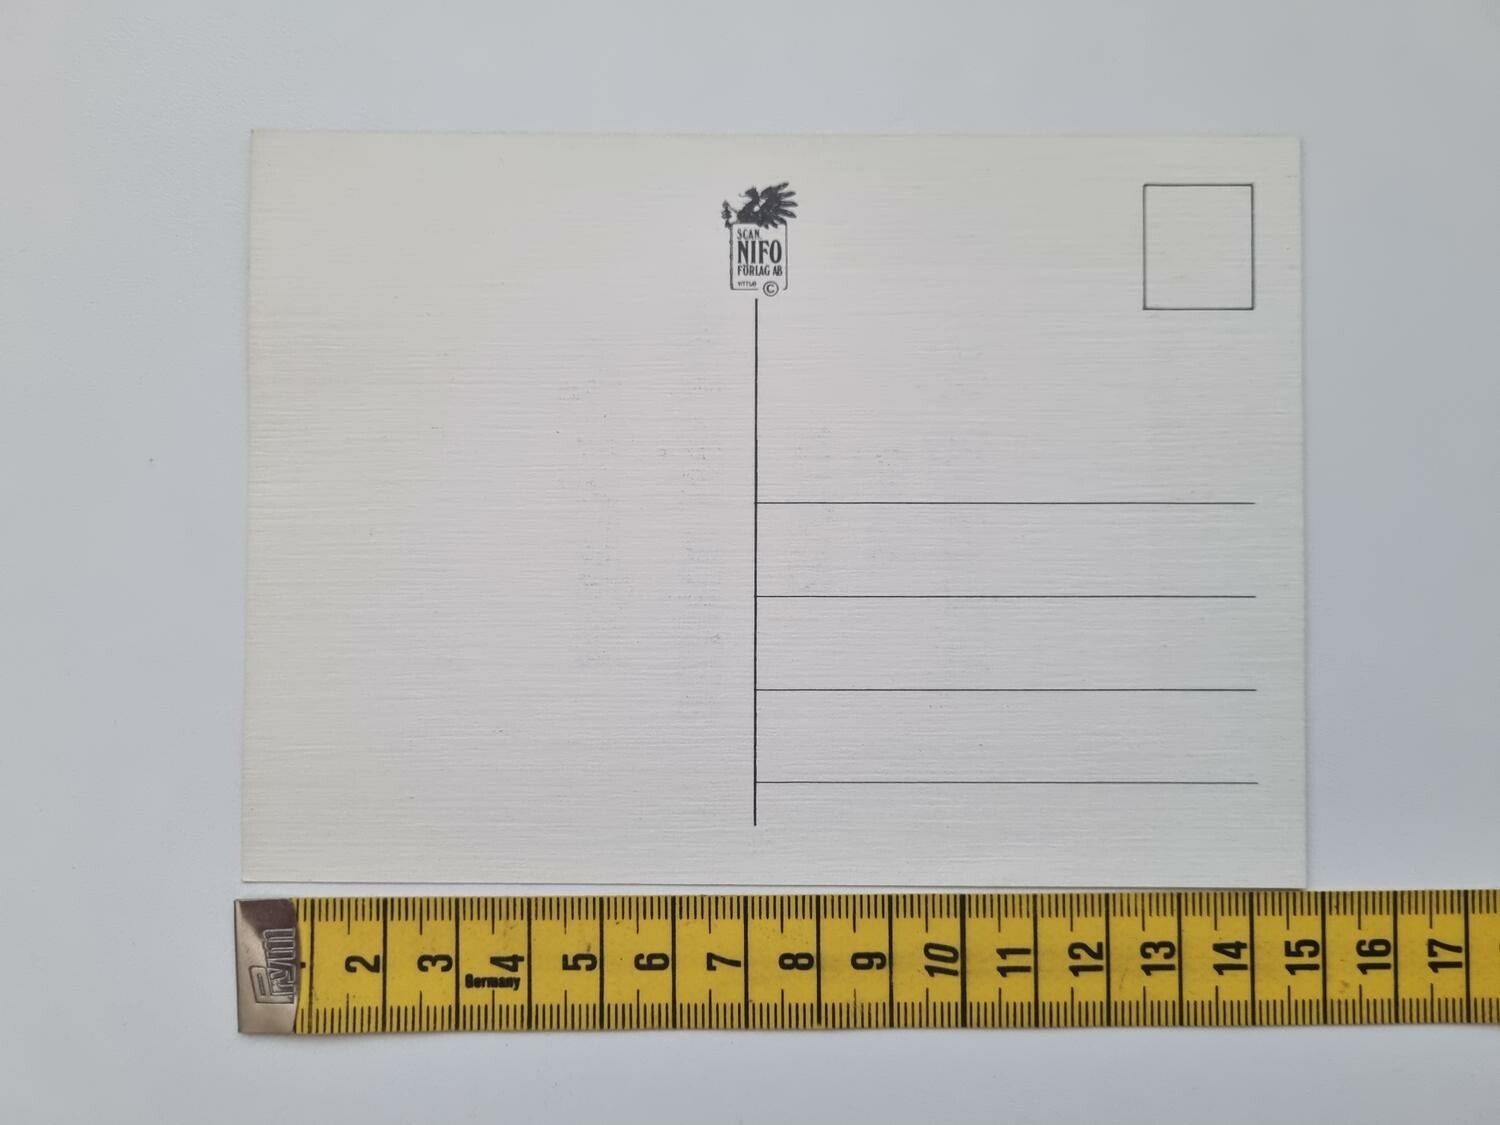 SCAN.
NIFO
FÖRLAG AB
©
Prym
2 3 4 5 6 7 8 9 10 11 12 13 14 15 16 17
Germany